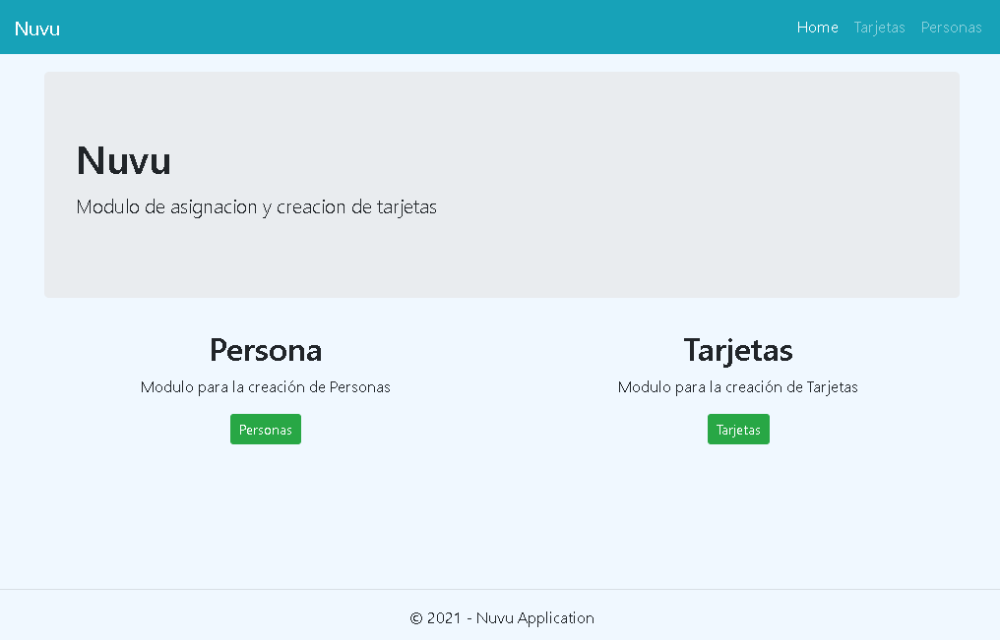 Nuvu
Home Tarjetas Personas
Nuvu
Modulo de asignacion y creacion de tarjetas
Persona
Modulo para la creación de Personas
Personas
Tarjetas
Modulo para la creación de Tarjetas
Tarjetas
© 2021 - Nuvu Application